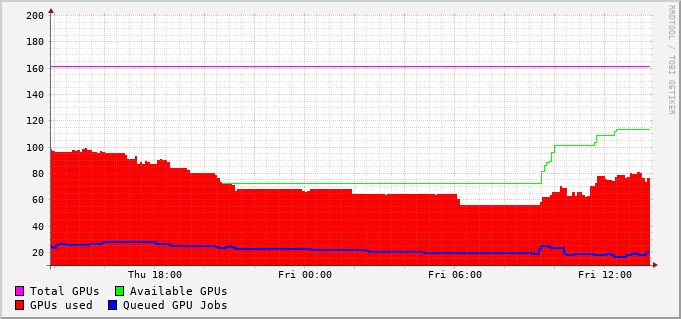 RRDTOOL / TOBI OETIKER
200
180
160
140
120
100
80
60
40
20
Thu 18:00 Fri 00:00 Fri 06:00 Fri 12:00
Total GPUs Available GPUs
GPUs used Queued GPU Jobs